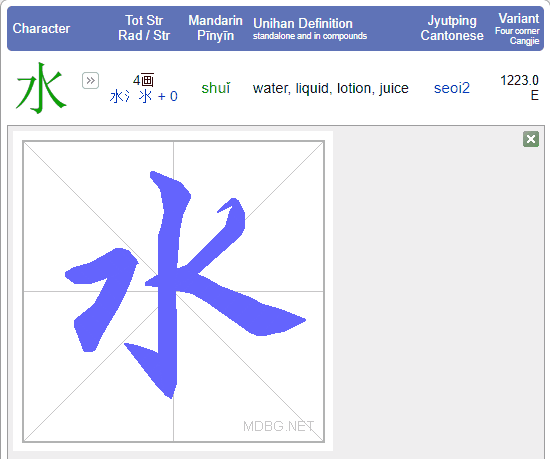 Character
Tot Str
Rad / Str
Mandarin
Pīnyīn
Unihan Definition
standalone and in compounds
Jyutping
Cantonese
Variant
Four corner
Cangjie
水
»
4画
水氵氺 + 0
shuǐ
water, liquid, lotion, juice
seoi2
1223.0
E
水
MDBG.NET